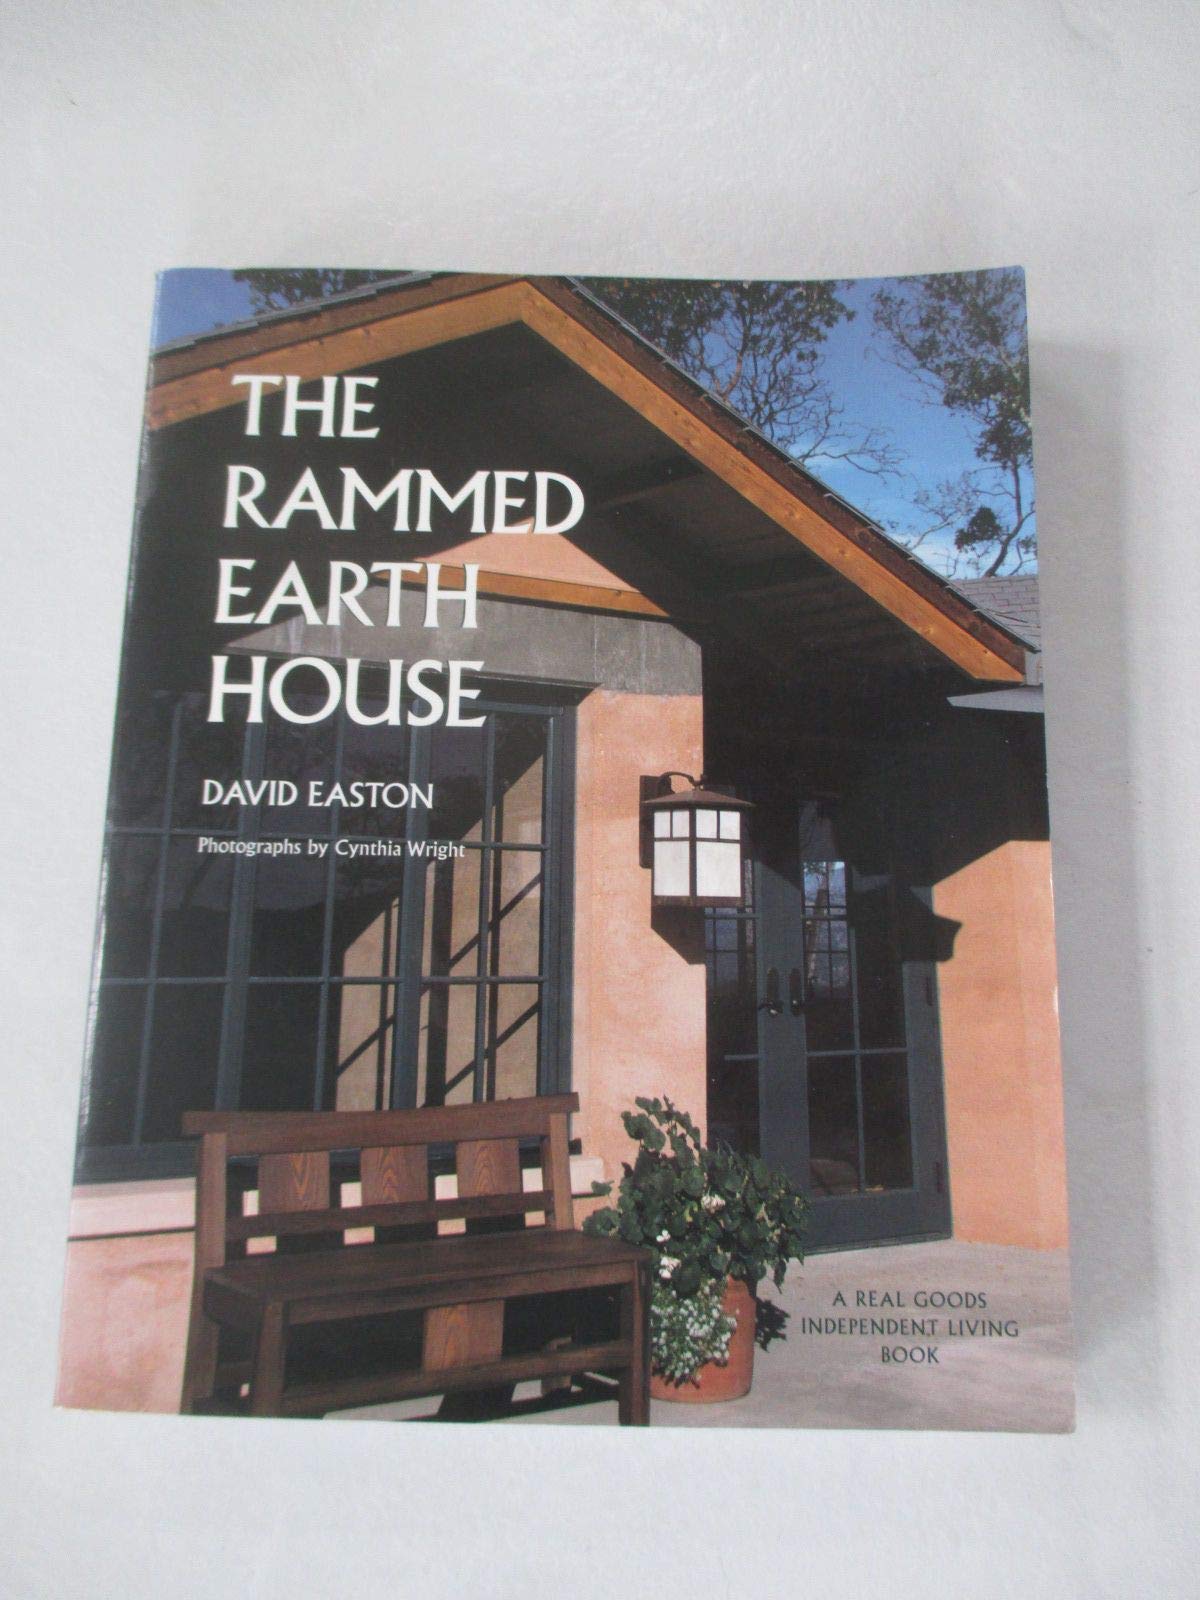 THE
RAMMED
EARTH
HOUSE
DAVID EASTON
Photographs by Cynthia Wright
A REAL GOODS
INDEPENDENT LIVING
BOOK